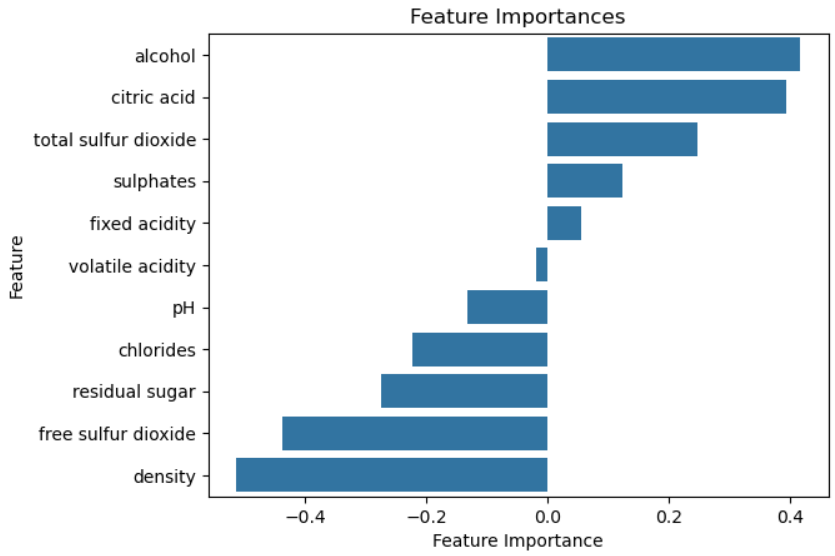 Feature Importances
alcohol
citric acid
total sulfur dioxide
sulphates
fixed acidity
volatile acidity
pH
chlorides
residual sugar
free sulfur dioxide
density
Feature
−0.4 −0.2 0.0 0.2 0.4
Feature Importance